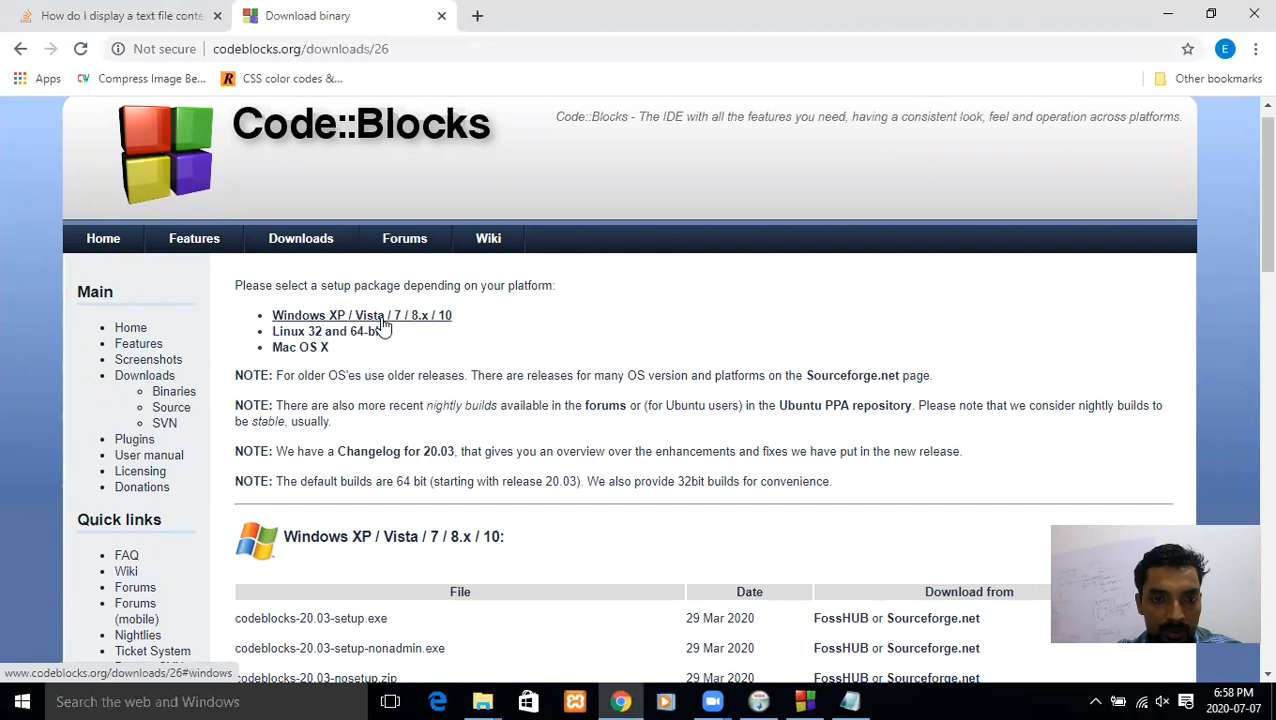 How do I display a text file conte
Download binary
Not secure
codeblocks.org/downloads/26
E
Apps
Compress Image Be...
CSS color codes &...
Other bookmarks
Code::Blocks
Code::Blocks - The IDE with all the features you need, having a consistent look, feel and operation across platforms.
Home
Features
Downloads
Forums
Wiki
Main
Home
Features
Screenshots
Downloads
Binaries
Source
SVN
Plugins
User manual
Licensing
Donations
Quick links
FAQ
Wiki
Forums
Forums
(mobile)
Nightlies
Ticket System
Please select a setup package depending on your platform:
Windows XP / Vista / 7 / 8.x / 10
Linux 32 and 64-bi
Mac OS X
NOTE: For older OS'es use older releases. There are releases for many OS version and platforms on the Sourceforge.net page.
NOTE: There are also more recent nightly builds available in the forums or (for Ubuntu users) in the Ubuntu PPA repository. Please note that we consider nightly builds to
be stable, usually.
NOTE: We have a Changelog for 20.03, that gives you an overview over the enhancements and fixes we have put in the new release.
NOTE: The default builds are 64 bit (starting with release 20.03). We also provide 32bit builds for convenience.
Windows XP / Vista / 7 / 8.x / 10:
File Date Download from
codeblocks-20.03-setup.exe 29 Mar 2020 FossHUB or Sourceforge.net
codeblocks-20.03-setup-nonadmin.exe 29 Mar 2020 FossHUB or Sourceforge.net
codeblocks-20.03-nosetup.zip 29 Mar 2020 FossHUB or Sourceforge.net
www.codeblocks.org/downloads/26#windows
Type here to search the web and Windows
6:58 PM
2020-07-07